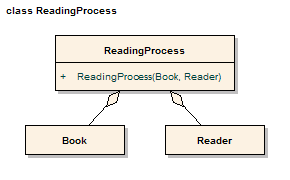 class ReadingProcess
ReadingProcess
+ ReadingProcess(Book, Reader)
Book
Reader